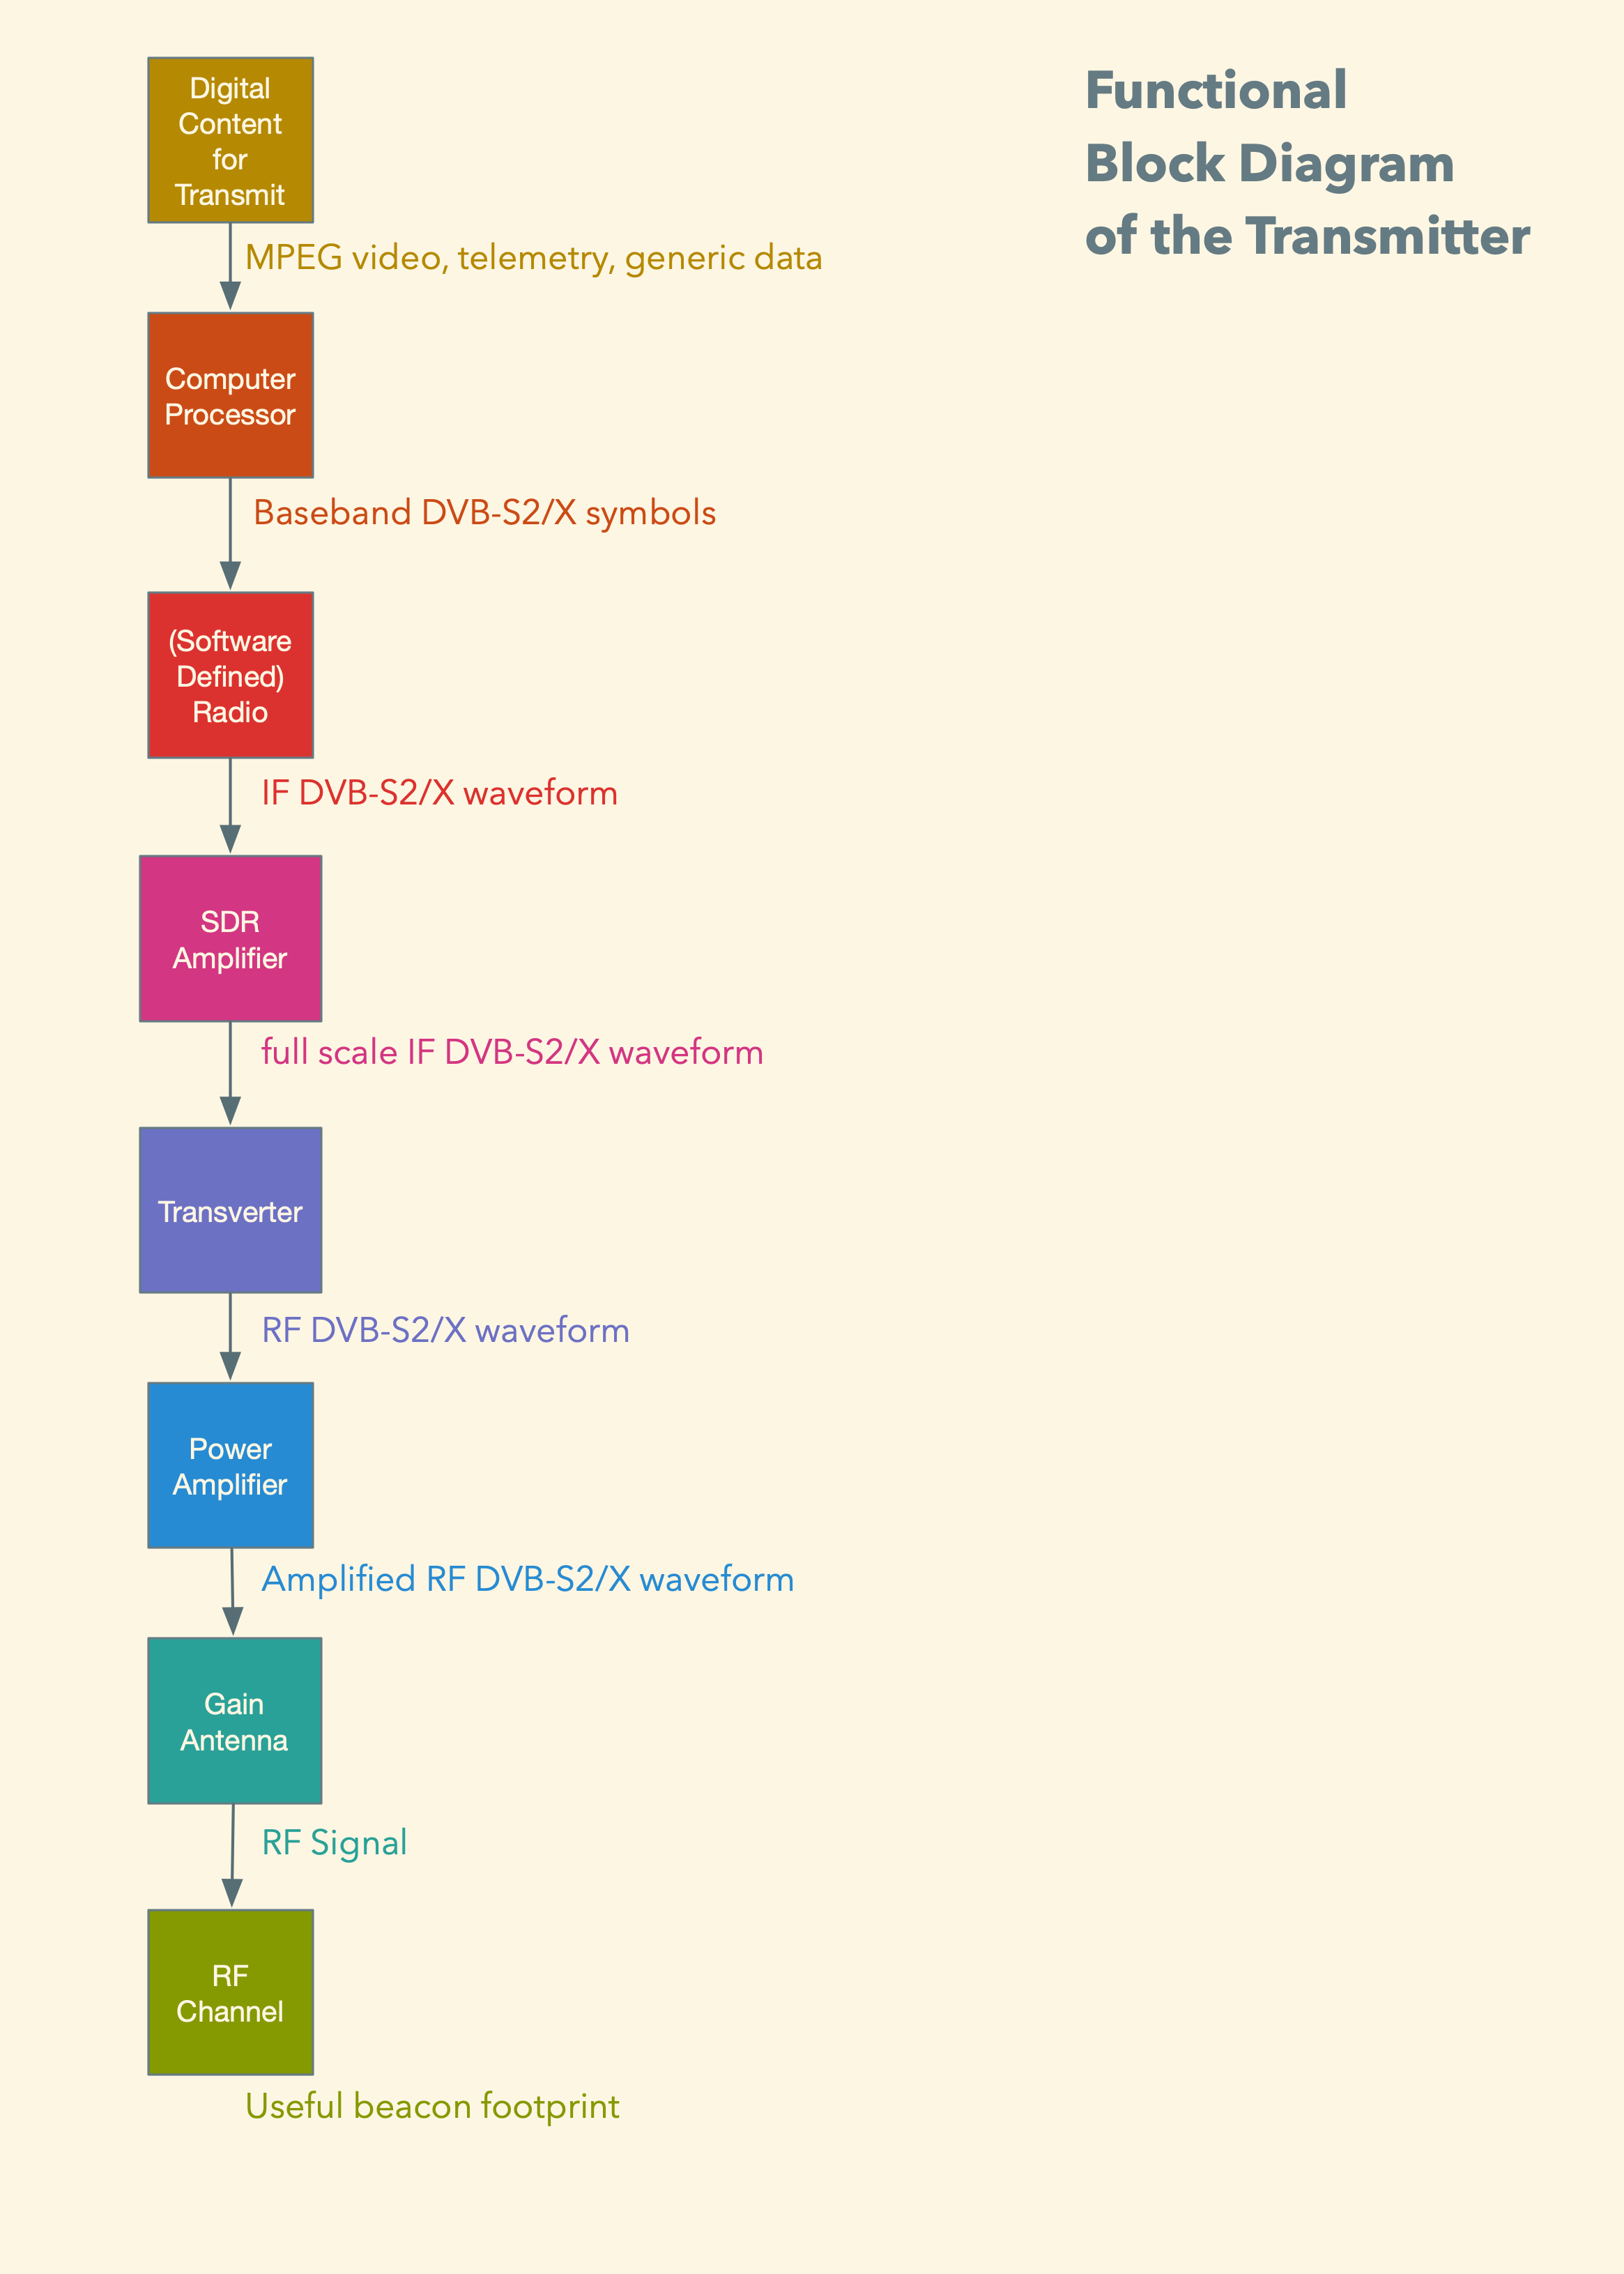 Functional
Block Diagram
of the Transmitter
Digital
Content
for
Transmit
MPEG video, telemetry, generic data
Computer
Processor
Baseband DVB-S2/X symbols
(Software
Defined)
Radio
IF DVB-S2/X waveform
SDR
Amplifier
full scale IF DVB-S2/X waveform
Transverter
RF DVB-S2/X waveform
Power
Amplifier
Amplified RF DVB-S2/X waveform
Gain
Antenna
RF Signal
RF
Channel
Useful beacon footprint